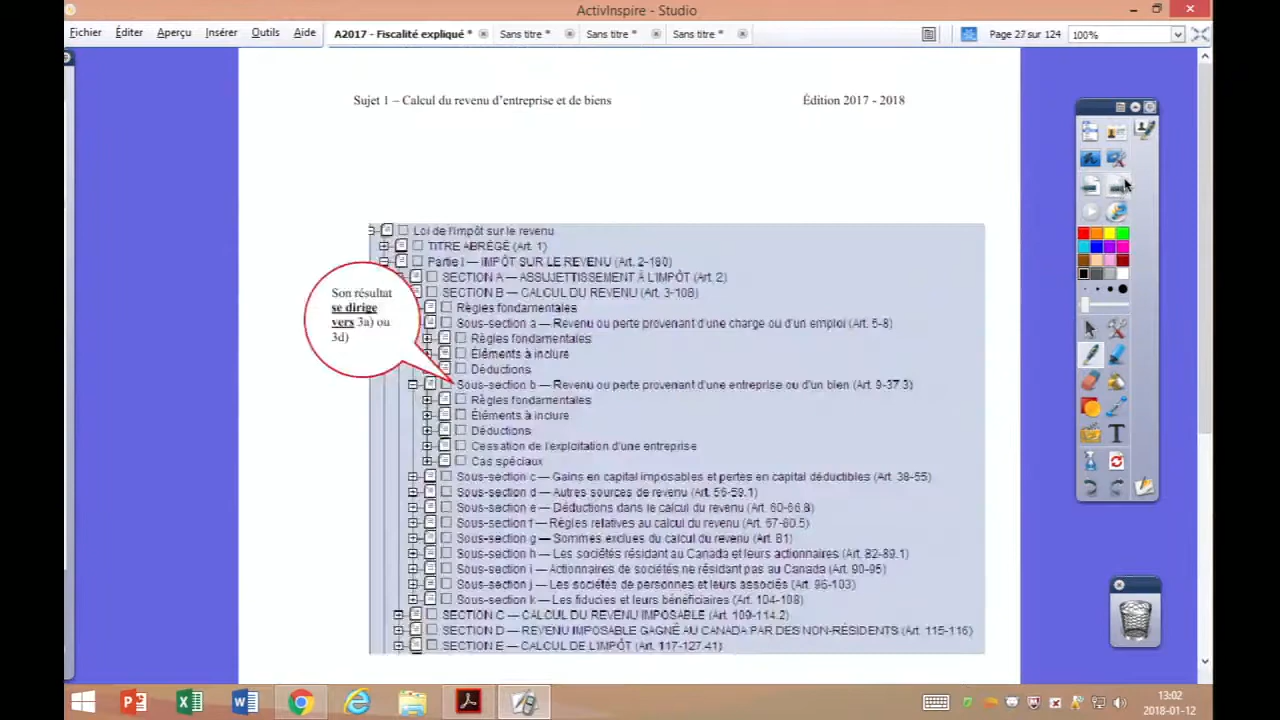 ActivInspire - Studio
Fichier Éditer Aperçu Insérer Outils Aide
A2017 - Fiscalité expliqué * Sans titre * Sans titre * Sans titre *
Page 27 sur 124 100%
Sujet 1 – Calcul du revenu d'entreprise et de biens Édition 2017 - 2018
Loi de l'impôt sur le revenu
TITRE ABRÉGÉ (Art. 1)
Partie I — IMPÔT SUR LE REVENU (Art. 2-180)
SECTION A — ASSUJETTISSEMENT À L'IMPÔT (Art. 2)
SECTION B — CALCUL DU REVENU (Art. 3-108)
Règles fondamentales
Sous-section a — Revenu ou perte provenant d'une charge ou d'un emploi (Art. 5-8)
Règles fondamentales
Éléments à inclure
Déductions
Sous-section b — Revenu ou perte provenant d'une entreprise ou d'un bien (Art. 9-37.3)
Règles fondamentales
Éléments à inclure
Déductions
Cessation de l'exploitation d'une entreprise
Cas spéciaux
Sous-section c — Gains en capital imposables et pertes en capital déductibles (Art. 38-55)
Sous-section d — Autres sources de revenu (Art. 56-59.1)
Sous-section e — Déductions dans le calcul du revenu (Art. 60-66.8)
Sous-section f — Règles relatives au calcul du revenu (Art. 67-80.5)
Sous-section g — Sommes exclues du calcul du revenu (Art. 81)
Sous-section h — Les sociétés résidant au Canada et leurs actionnaires (Art. 82-89.1)
Sous-section i — Actionnaires de sociétés ne résidant pas au Canada (Art. 90-95)
Sous-section j — Les sociétés de personnes et leurs associés (Art. 96-103)
Sous-section k — Les fiducies et leurs bénéficiaires (Art. 104-108)
SECTION C — CALCUL DU REVENU IMPOSABLE (Art. 109-114.2)
SECTION D — REVENU IMPOSABLE GAGNÉ AU CANADA PAR DES NON-RÉSIDENTS (Art. 115-116)
SECTION E — CALCUL DE L'IMPÔT (Art. 117-127.41)
Son résultat
se dirige
vers 3a) ou
3d)
13:02
2018-01-12